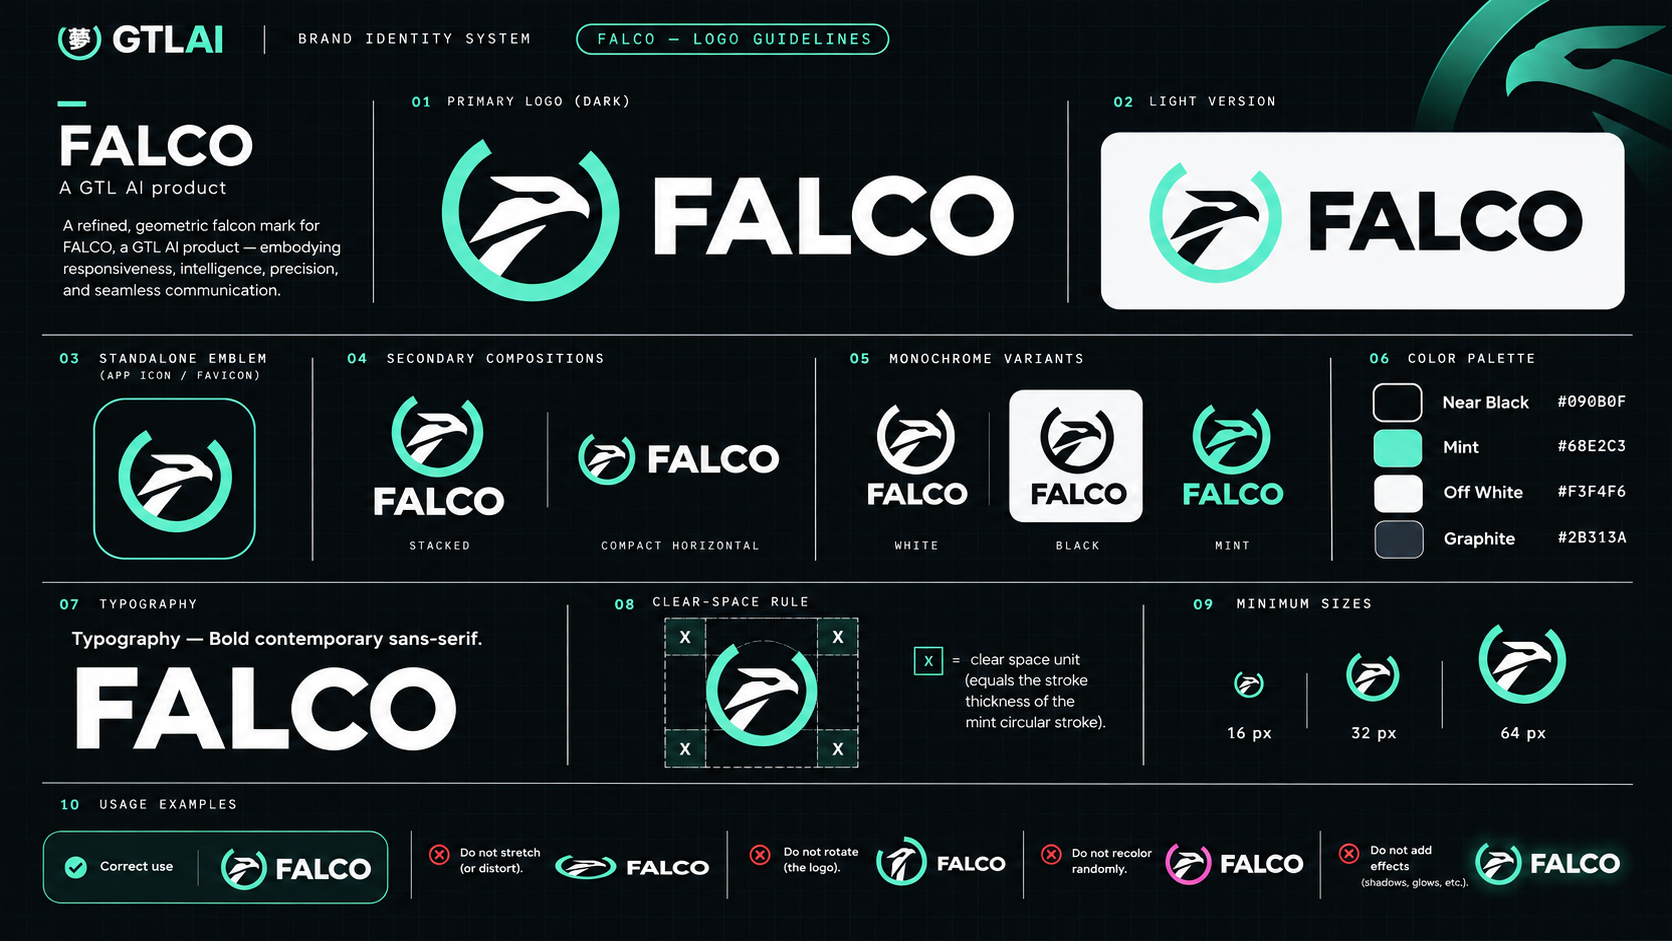 夢 GTLAI
BRAND IDENTITY SYSTEM
FALCO — LOGO GUIDELINES
FALCO
A GTL AI product
A refined, geometric falcon mark for
FALCO, a GTL AI product — embodying
responsiveness, intelligence, precision,
and seamless communication.
01 PRIMARY LOGO (DARK)
FALCO
02 LIGHT VERSION
FALCO
03 STANDALONE EMBLEM
(APP ICON / FAVICON)
04 SECONDARY COMPOSITIONS
FALCO
STACKED
FALCO
COMPACT HORIZONTAL
05 MONOCHROME VARIANTS
FALCO
WHITE
FALCO
BLACK
FALCO
MINT
06 COLOR PALETTE
Near Black #090B0F
Mint #68E2C3
Off White #F3F4F6
Graphite #2B313A
07 TYPOGRAPHY
Typography — Bold contemporary sans-serif.
FALCO
08 CLEAR-SPACE RULE
X X
X X
X = clear space unit
(equals the stroke
thickness of the
mint circular stroke).
09 MINIMUM SIZES
16 px
32 px
64 px
10 USAGE EXAMPLES
Correct use
FALCO
Do not stretch
(or distort).
FALCO
Do not rotate
(the logo).
FALCO
Do not recolor
randomly.
FALCO
Do not add
effects
(shadows, glows, etc.).
FALCO